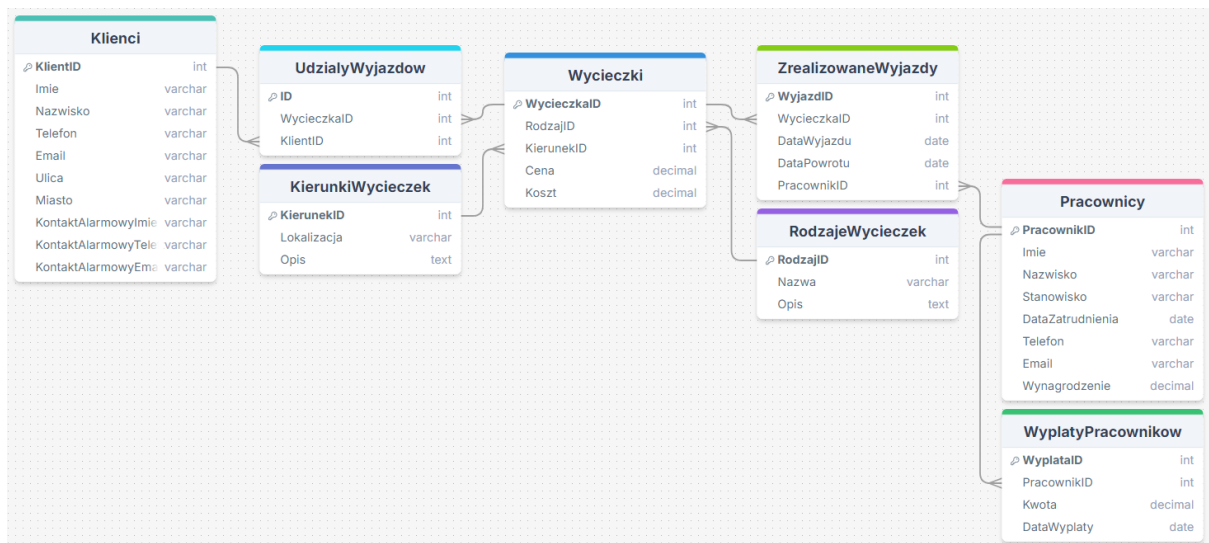 Klienci
KlientID int
Imie varchar
Nazwisko varchar
Telefon varchar
Email varchar
Ulica varchar
Miasto varchar
KontaktAlarmowyImie varchar
KontaktAlarmowyTele varchar
KontaktAlarmowyEma varchar
UdzialyWyjazdow
ID int
WycieczkaID int
KlientID int
KierunkiWycieczek
KierunekID int
Lokalizacja varchar
Opis text
Wycieczki
WycieczkaID int
RodzajID int
KierunekID int
Cena decimal
Koszt decimal
ZrealizowaneWyjazdy
WyjazdID int
WycieczkaID int
DataWyjazdu date
DataPowrotu date
PracownikID int
RodzajeWycieczek
RodzajID int
Nazwa varchar
Opis text
Pracownicy
PracownikID int
Imie varchar
Nazwisko varchar
Stanowisko varchar
DataZatrudnienia date
Telefon varchar
Email varchar
Wynagrodzenie decimal
WyplatyPracownikow
WyplataID int
PracownikID int
Kwota decimal
DataWyplaty date